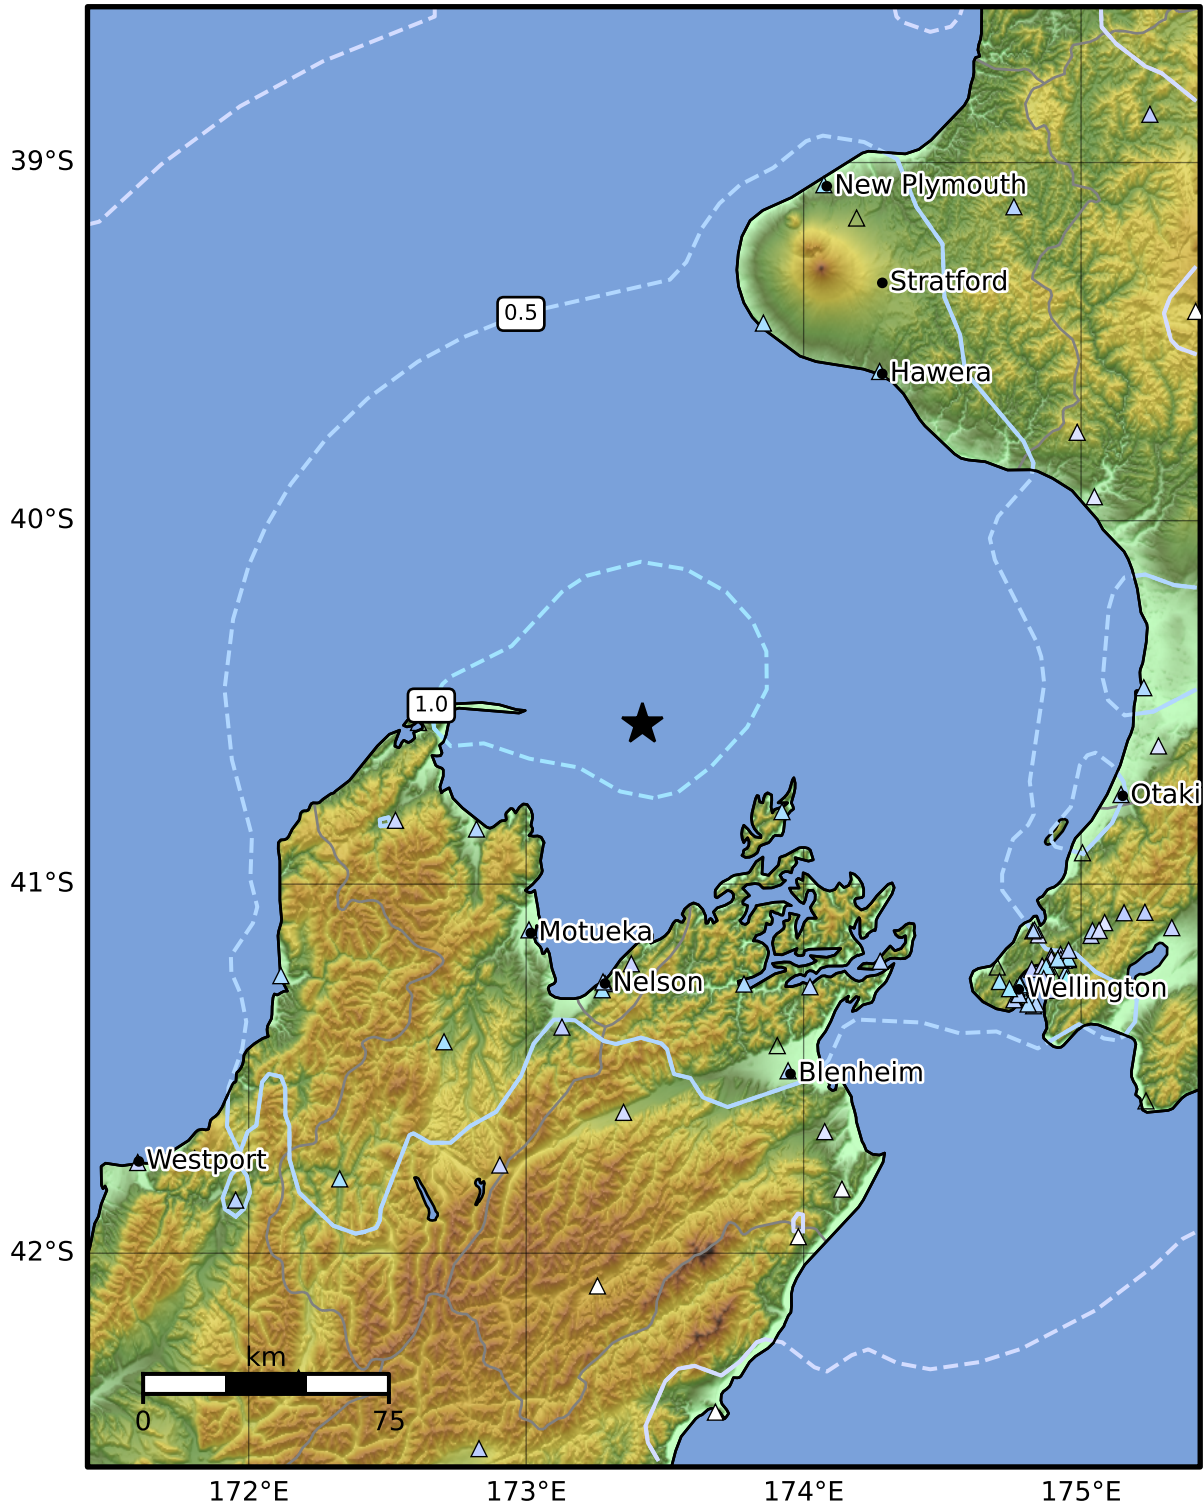 39°S
New Plymouth
Stratford
0.5
Hawera
40°S
1.0
Otaki
41°S
Motueka
Nelson
Wellington
Blenheim
Westport
42°S
km
0 75
172°E 173°E 174°E 175°E